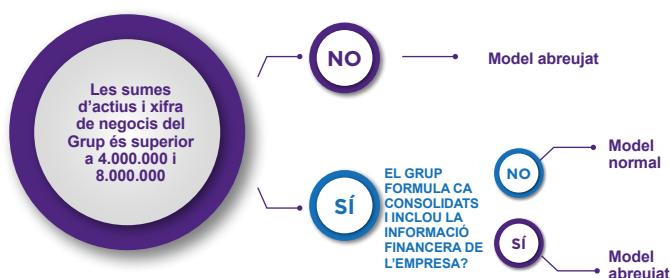 Les sumes
d'actius i xifra
de negocis del
Grup és superior
a 4.000.000 i
8.000.000
NO
Model abreujat
SÍ
EL GRUP
FORMULA CA
CONSOLIDATS
I INCLOU LA
INFORMACIÓ
FINANCERA DE
L'EMPRESA?
NO
Model
normal
SÍ
Model
abreujat